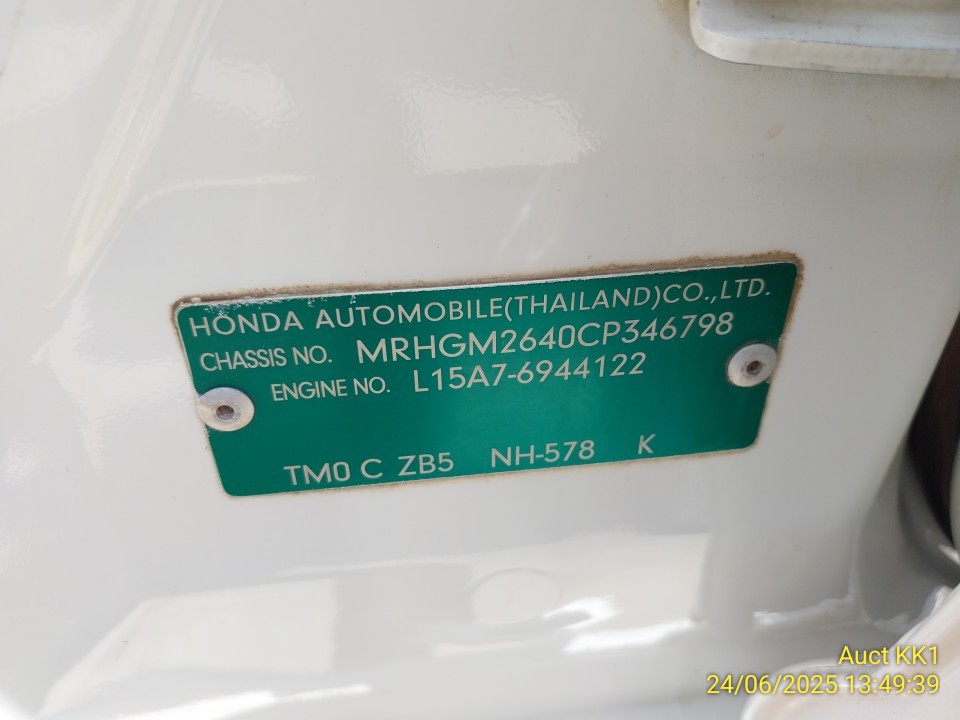 HONDA AUTOMOBILE(THAILAND)CO.,LTD.
CHASSIS NO. MRHGM2640CP346798
ENGINE NO. L15A7-6944122
TM0 C ZB5 NH-578 K
Auct KK1
24/06/2025 13:49:39